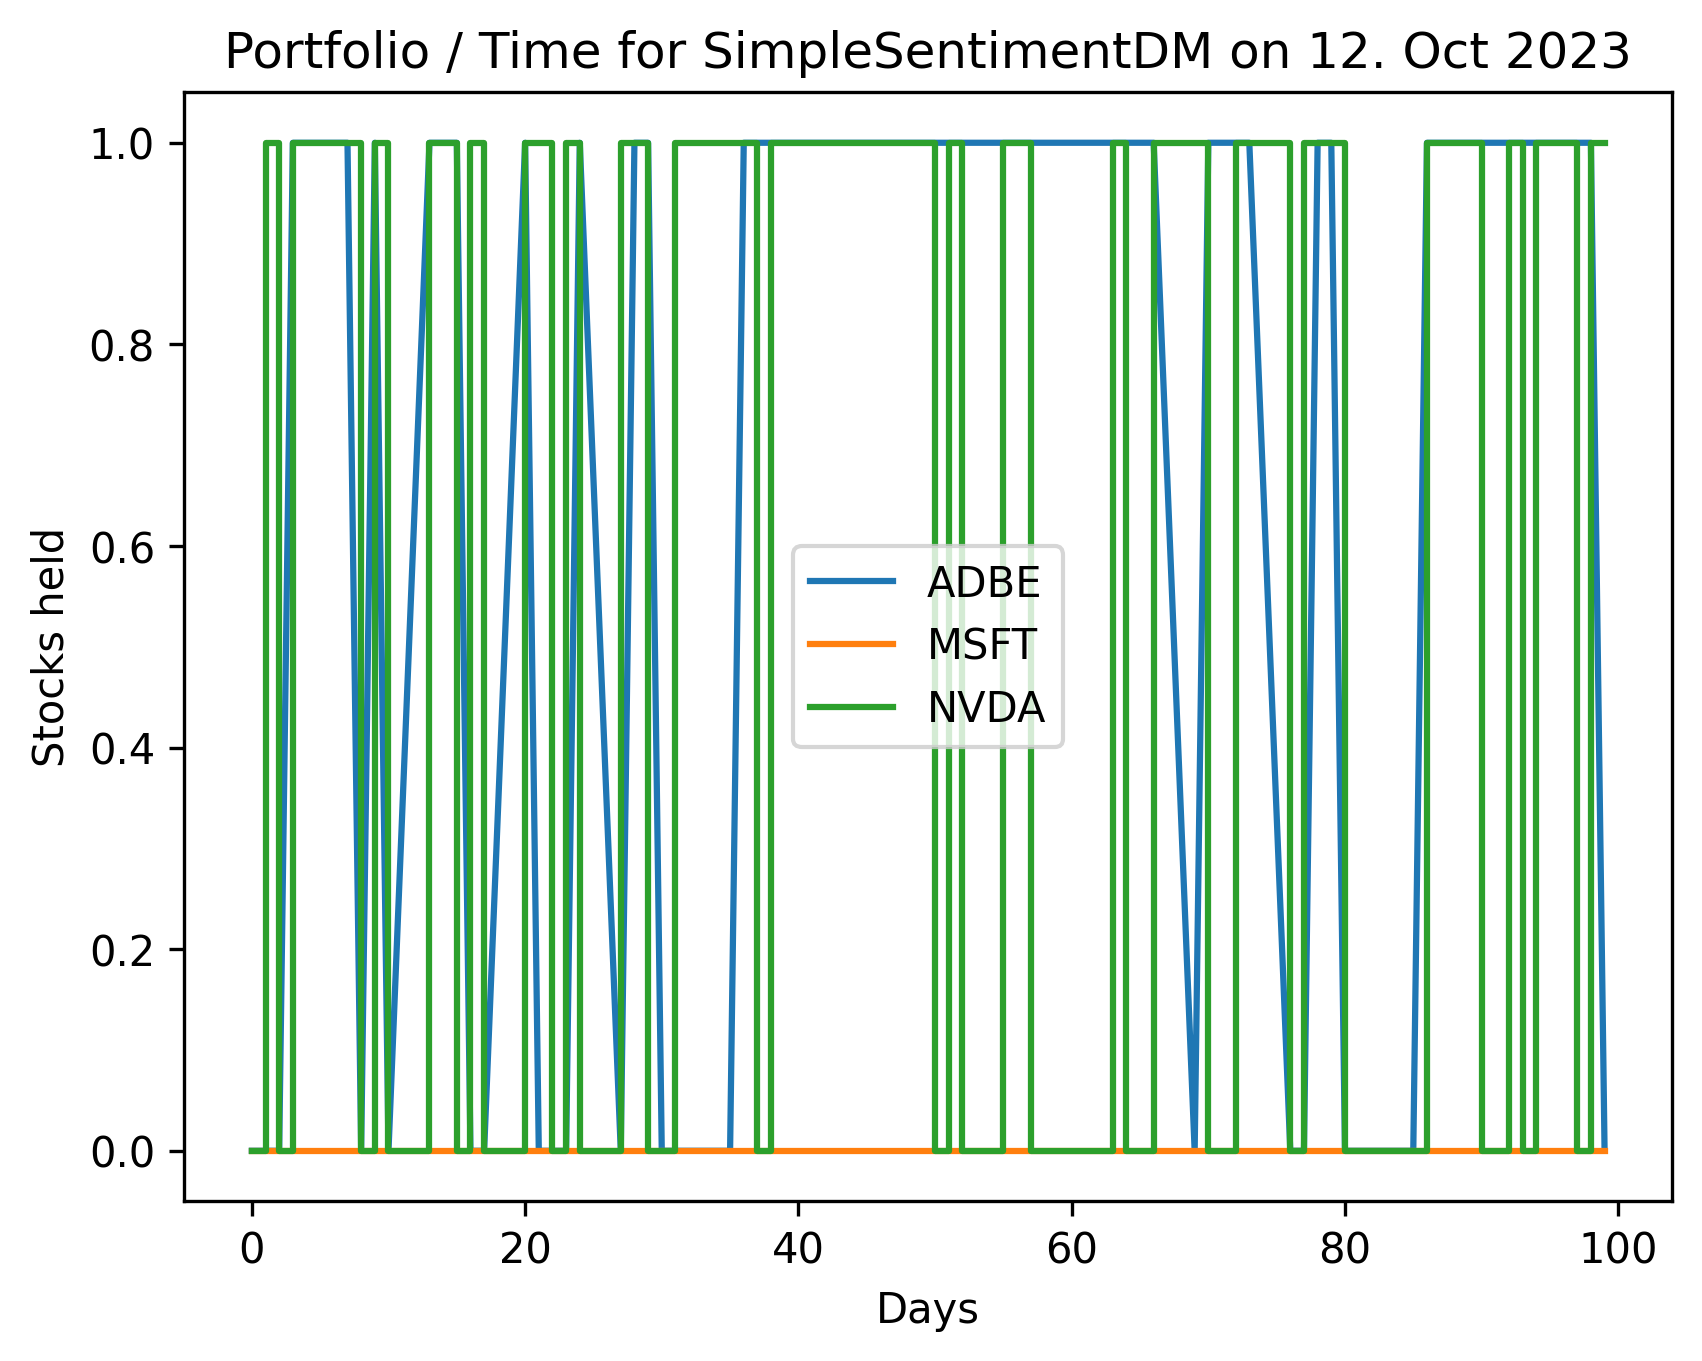 Portfolio / Time for SimpleSentimentDM on 12. Oct 2023
1.0
0.8
0.6
0.4
0.2
0.0
Stocks held
ADBE
MSFT
NVDA
0 20 40 60 80 100
Days